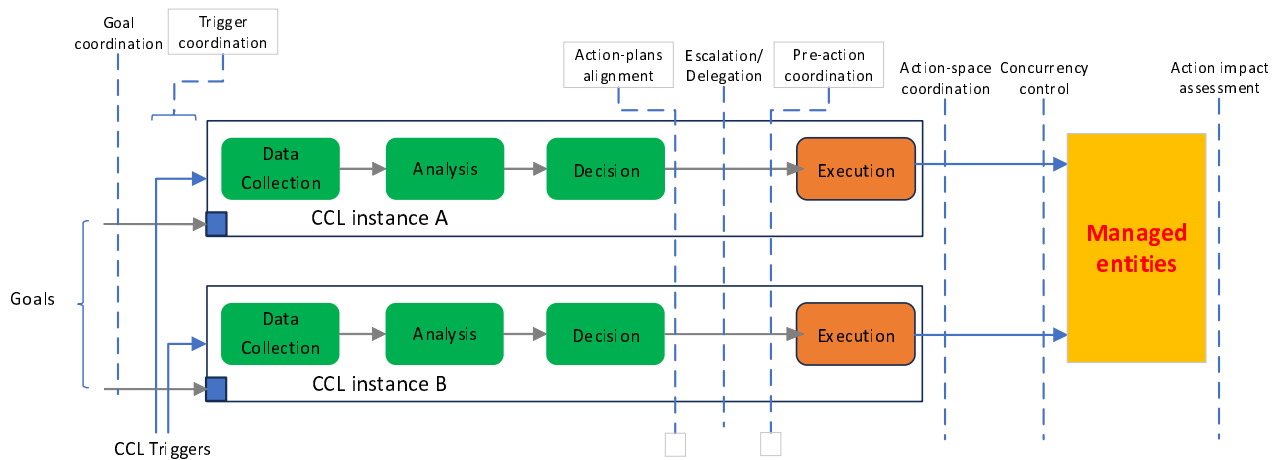 Goal
coordination
Trigger
coordination
Action-plans
alignment
Escalation/
Delegation
Pre-action
coordination
Action-space
coordination
Concurrency
control
Action impact
assessment
Data
Collection
Analysis
Decision
Execution
CCL instance A
Managed
entities
Goals
Data
Collection
Analysis
Decision
Execution
CCL instance B
CCL Triggers